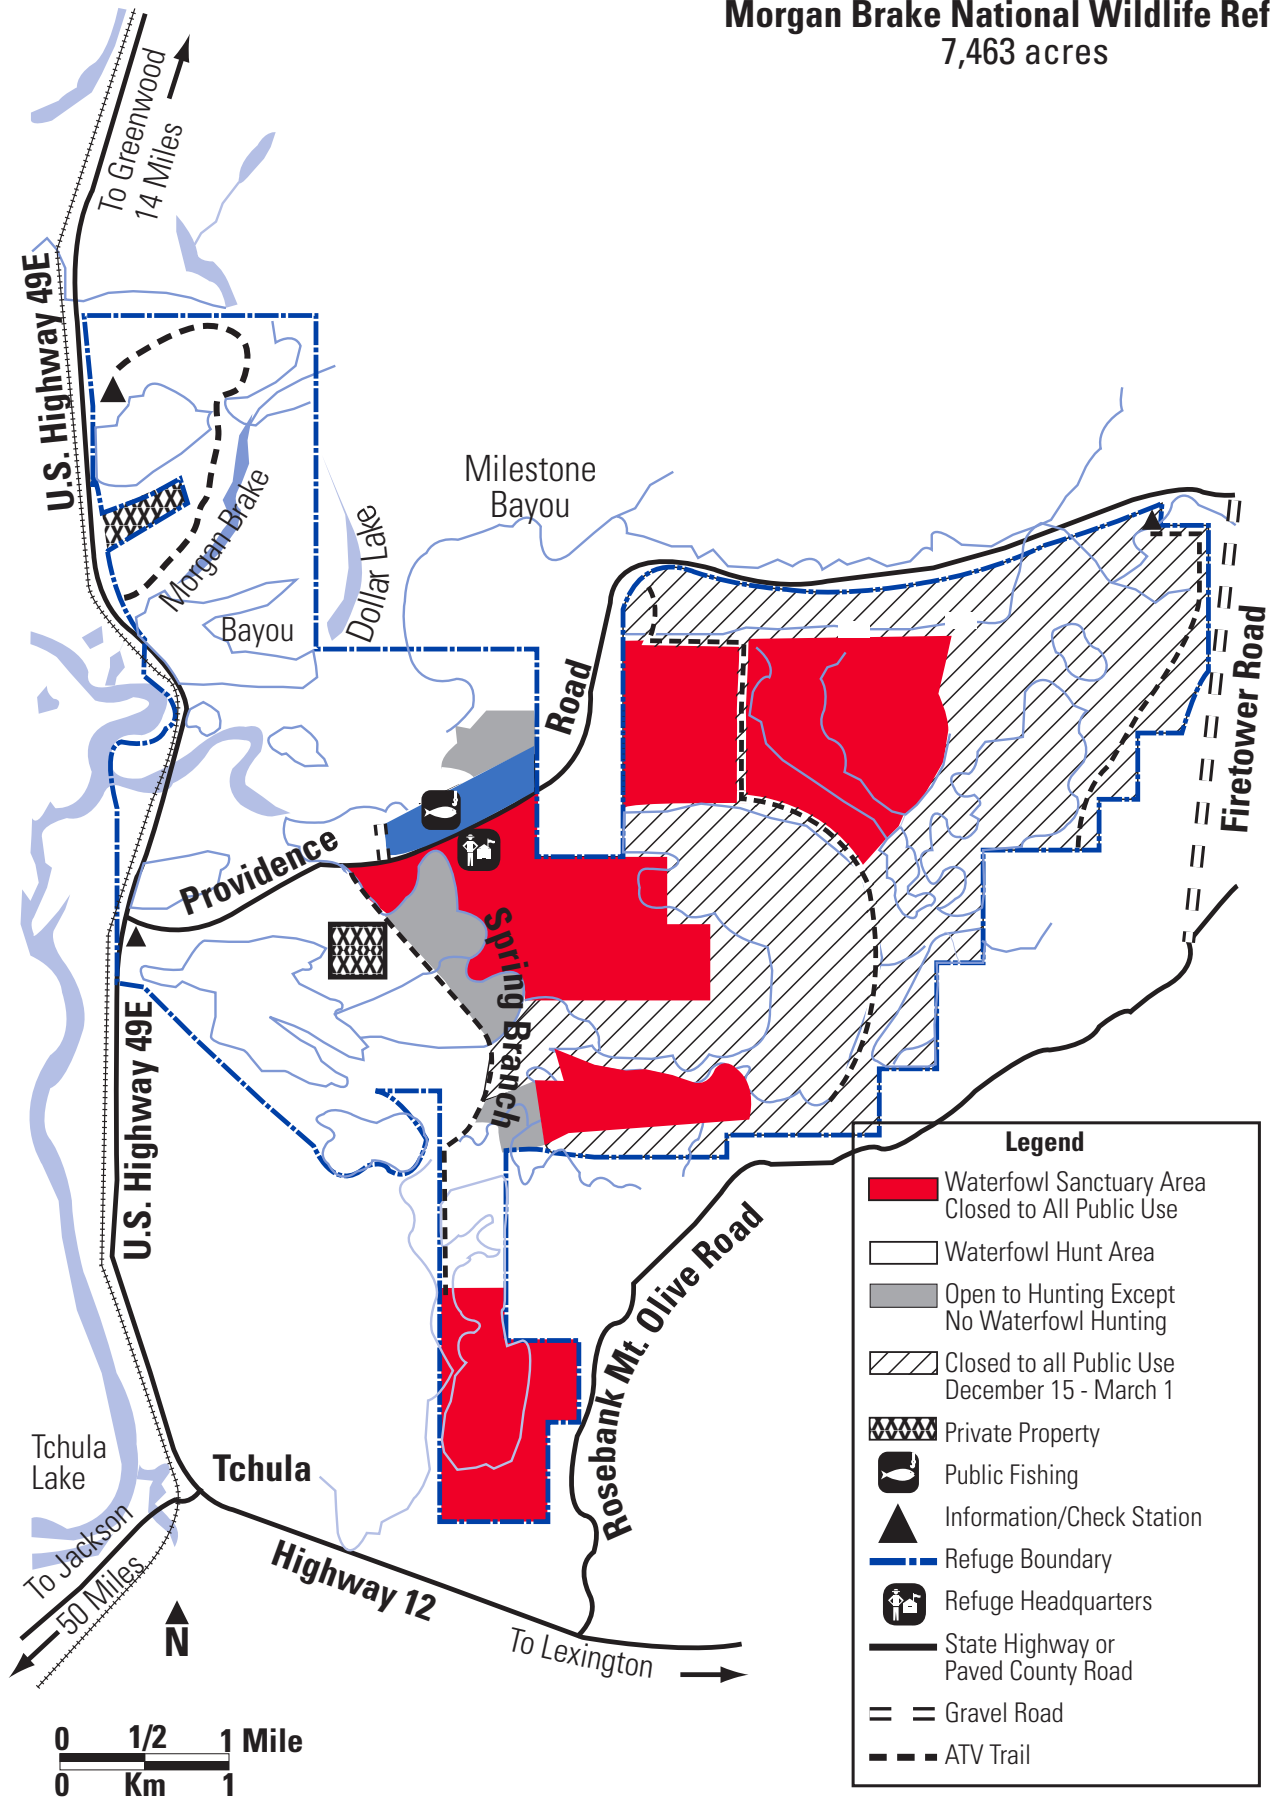 Morgan Brake National Wildlife Ref
7,463 acres
To Greenwood
14 Miles
U.S. Highway 49E
Morgan Brake
Bayou
Dollar Lake
Milestone
Bayou
Road
Firetower Road
Providence
Spring Branch
U.S. Highway 49E
Rosebank Mt. Olive Road
Tchula
Lake
Tchula
To Jackson
50 Miles
Highway 12
To Lexington
N
0 1/2 1 Mile
0 Km 1
Legend
Waterfowl Sanctuary Area
Closed to All Public Use
Waterfowl Hunt Area
Open to Hunting Except
No Waterfowl Hunting
Closed to all Public Use
December 15 - March 1
Private Property
Public Fishing
Information/Check Station
Refuge Boundary
Refuge Headquarters
State Highway or
Paved County Road
Gravel Road
ATV Trail